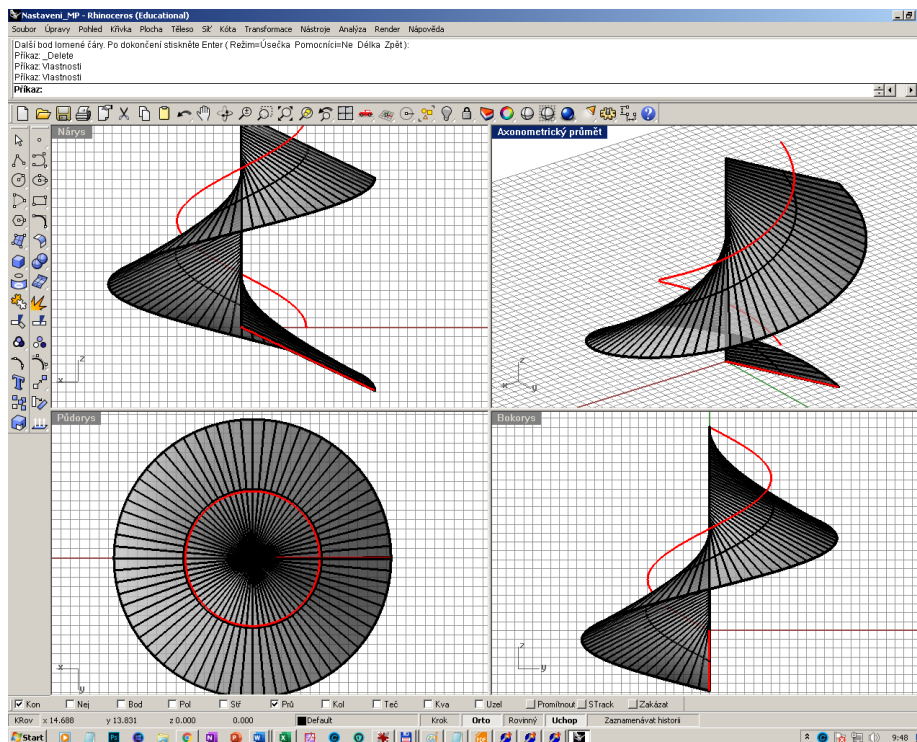 Nastaveni_MP - Rhinoceros (Educational)
Soubor Úpravy Pohled Křivka Plocha Těleso Síť Kóta Transformace Nástroje Analýza Render Nápověda
Další bod lomené čáry. Po dokončení stiskněte Enter ( Režim=Úsečka Pomocníci=Ne Délka Zpět ):
Příkaz: _Delete
Příkaz: Vlastnosti
Příkaz: Vlastnosti
Příkaz:
Nárys
Axonometrický průmět
z
x
z
x
y
Půdorys
Bokorys
x
y
z
y
Kon Nej Bod Pol Stř Prů Kol Teč Kva Uzel Promítnout STrack Zakázat
KRov x 14.688 y 13.831 z 0.000 0.000 Default Krok Orto Rovinný Uchop Zaznamenávat historii
Start 9:48